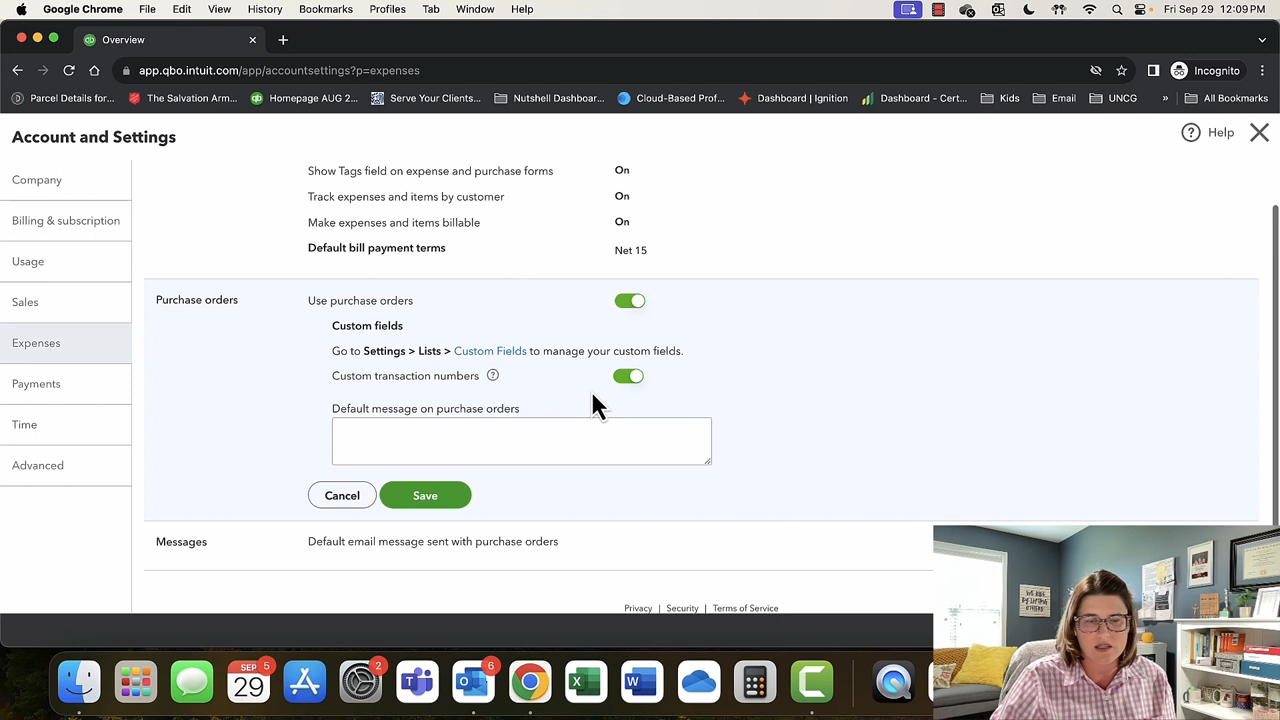 Google Chrome File Edit View History Bookmarks Profiles Tab Window Help Fri Sep 29 12:09 PM
Overview
app.qbo.intuit.com/app/accountsettings?p=expenses Incognito
Parcel Details for... The Salvation Arm... Homepage AUG 2... Serve Your Clients... Nutshell Dashboar... Cloud-Based Prof... Dashboard | Ignition Dashboard - Cert... Kids Email UNCG » All Bookmarks
Account and Settings
? Help
Company
Billing & subscription
Usage
Sales
Expenses
Payments
Time
Advanced
Show Tags field on expense and purchase forms On
Track expenses and items by customer On
Make expenses and items billable On
Default bill payment terms Net 15
Purchase orders Use purchase orders
Custom fields
Go to Settings > Lists > Custom Fields to manage your custom fields.
Custom transaction numbers ?
Default message on purchase orders
Cancel Save
Messages Default email message sent with purchase orders
Privacy | Security | Terms of Service
SEP 5
29
2
6